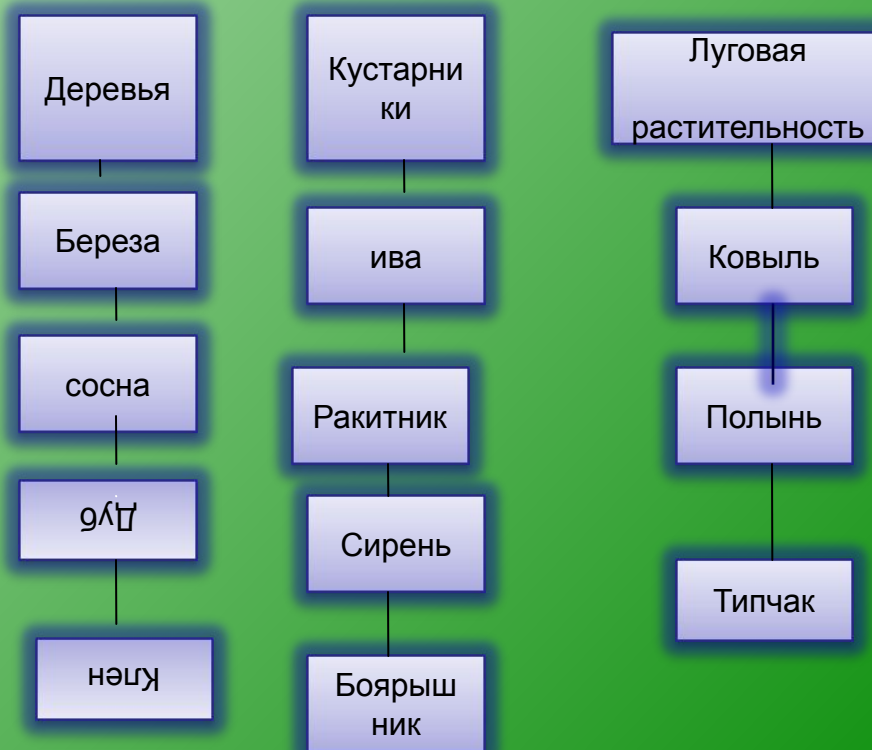 Деревья
Береза
сосна
Дуб
Клен
Кустарни
ки
ива
Ракитник
Сирень
Боярыш
ник
Луговая
растительность
Ковыль
Полынь
Типчак